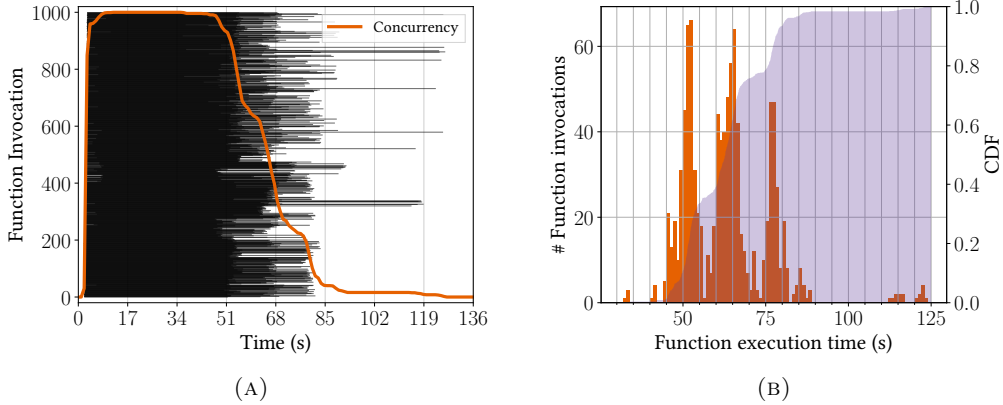 Concurrency
1000
800
600
400
200
0
Function Invocation
0 17 34 51 68 85 102 119 136
Time (s)
(A)
60
40
20
0
# Function invocations
1.0
0.8
0.6
0.4
0.2
0.0
CDF
50 75 100 125
Function execution time (s)
(B)